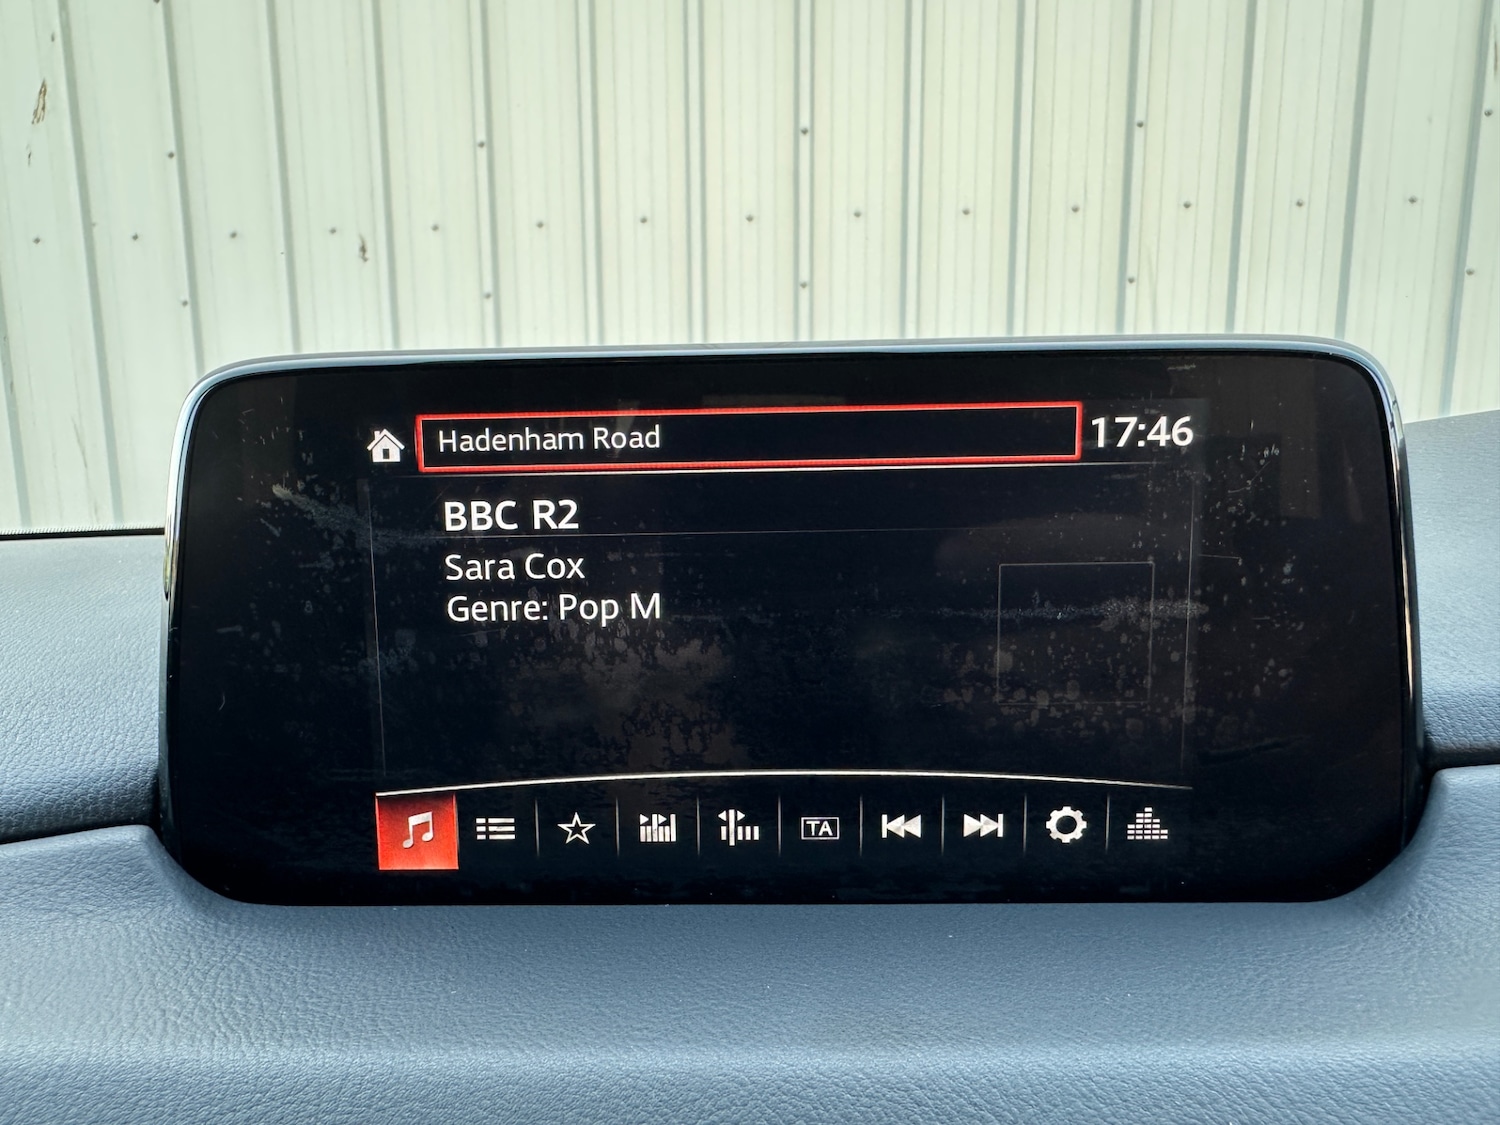 Hadenham Road
17:46
BBC R2
Sara Cox
Genre: Pop M
TA